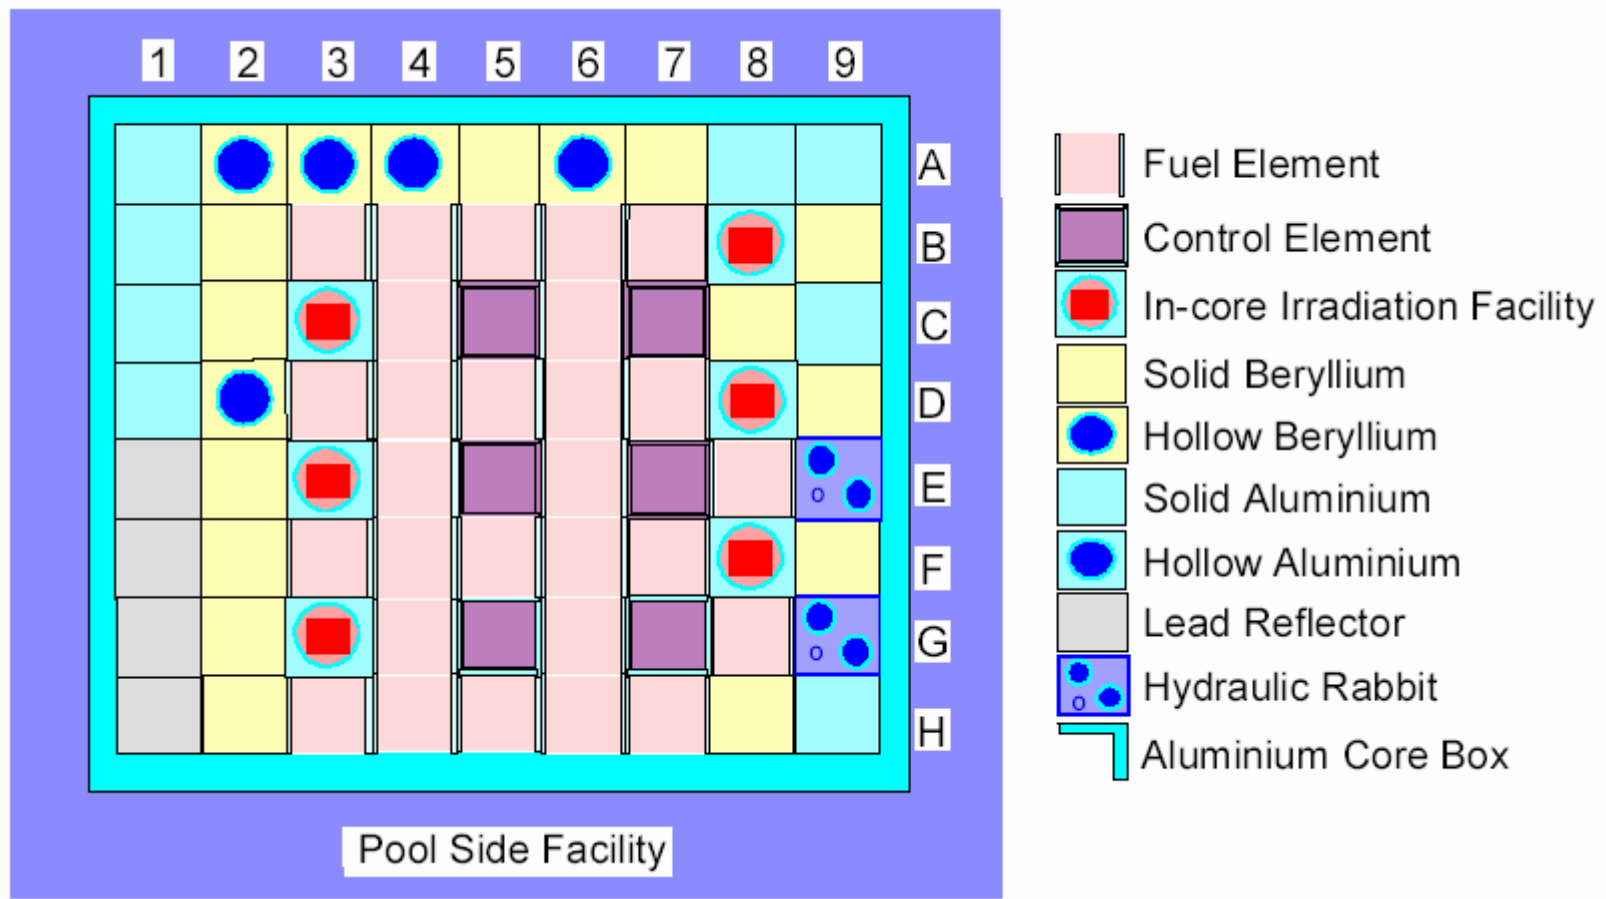 1 2 3 4 5 6 7 8 9
A
B
C
D
E
F
G
H
Pool Side Facility
Fuel Element
Control Element
In-core Irradiation Facility
Solid Beryllium
Hollow Beryllium
Solid Aluminium
Hollow Aluminium
Lead Reflector
Hydraulic Rabbit
Aluminium Core Box